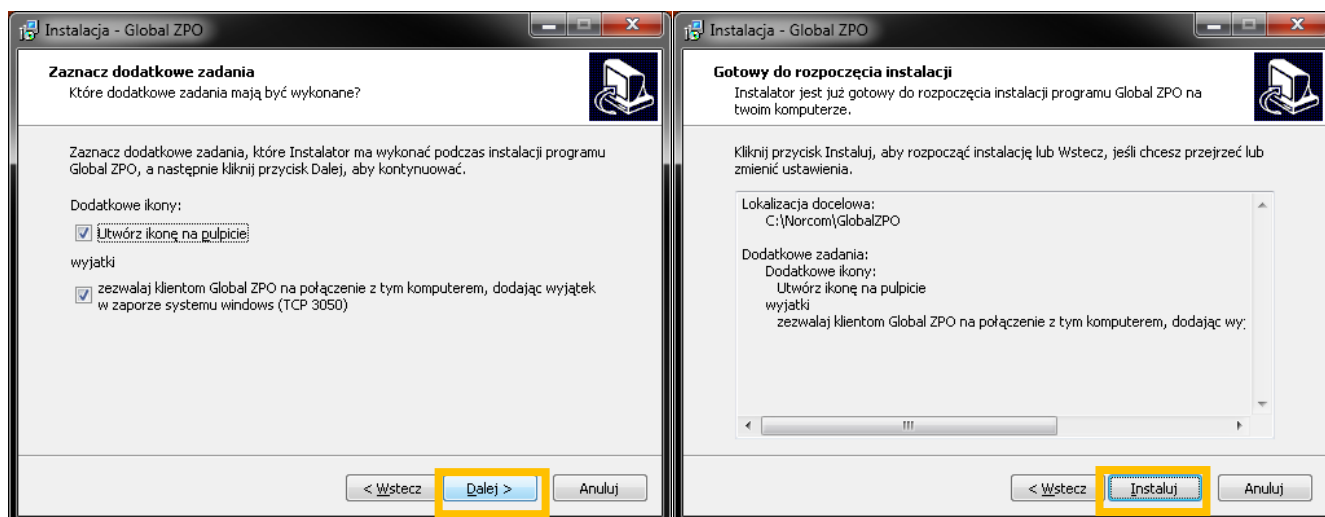 Instalacja - Global ZPO
Zaznacz dodatkowe zadania
Które dodatkowe zadania mają być wykonane?
Zaznacz dodatkowe zadania, które Instalator ma wykonać podczas instalacji programu
Global ZPO, a następnie kliknij przycisk Dalej, aby kontynuować.
Dodatkowe ikony:
Utwórz ikonę na pulpicie
wyjatki
zezwalaj klientom Global ZPO na połączenie z tym komputerem, dodając wyjątek
w zaporze systemu windows (TCP 3050)
< Wstecz
Dalej >
Anuluj
Instalacja - Global ZPO
Gotowy do rozpoczęcia instalacji
Instalator jest już gotowy do rozpoczęcia instalacji programu Global ZPO na
twoim komputerze.
Kliknij przycisk Instaluj, aby rozpocząć instalację lub Wstecz, jeśli chcesz przejrzeć lub
zmienić ustawienia.
Lokalizacja docelowa:
C:\Norcom\GlobalZPO
Dodatkowe zadania:
Dodatkowe ikony:
Utwórz ikonę na pulpicie
wyjatki
zezwalaj klientom Global ZPO na połączenie z tym komputerem, dodając
< Wstecz
Instaluj
Anuluj